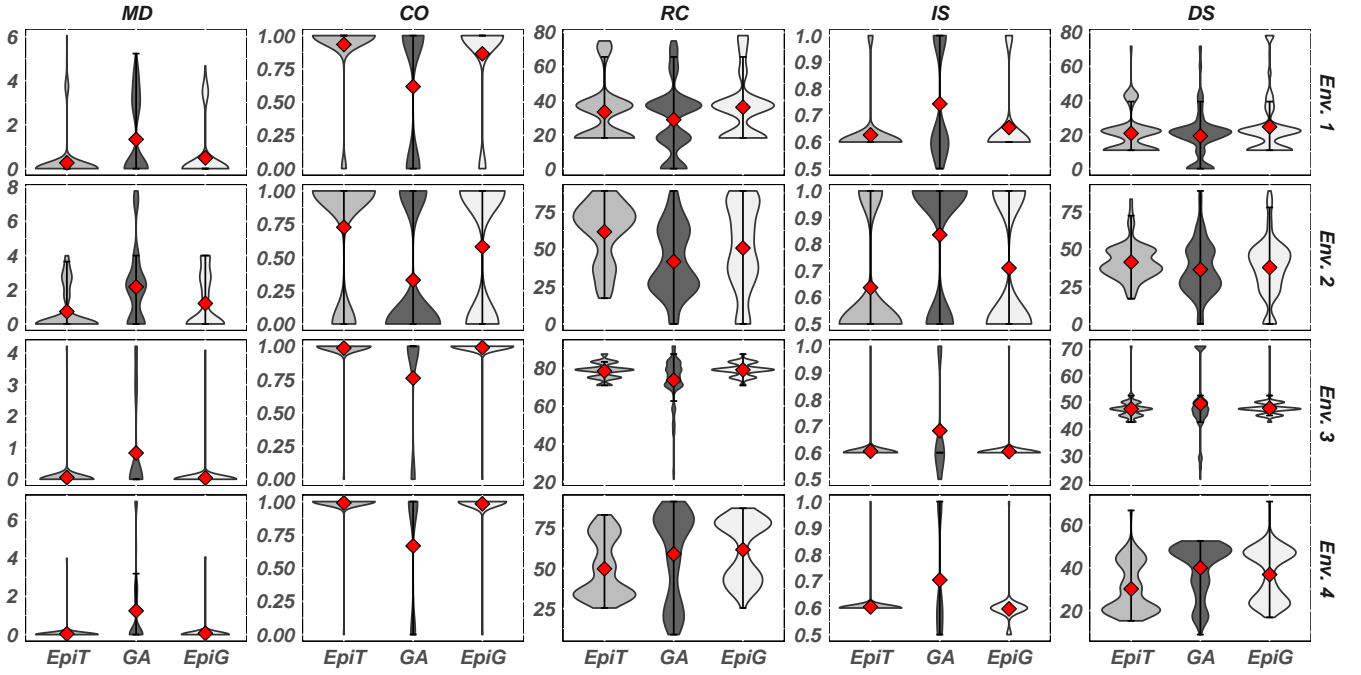 MD CO RC IS DS
6 4 2 0
1.00 0.75 0.50 0.25 0.00
80 60 40 20 0
1.0 0.9 0.8 0.7 0.6 0.5
80 60 40 20 0
Env. 1
8 6 4 2 0
1.00 0.75 0.50 0.25 0.00
75 50 25 0
1.0 0.9 0.8 0.7 0.6 0.5
75 50 25 0
Env. 2
4 3 2 1 0
1.00 0.75 0.50 0.25 0.00
80 60 40 20
1.0 0.9 0.8 0.7 0.6 0.5
70 60 50 40 30 20
Env. 3
6 4 2 0
1.00 0.75 0.50 0.25 0.00
75 50 25
1.0 0.9 0.8 0.7 0.6 0.5
60 40 20
Env. 4
EpiT GA EpiG EpiT GA EpiG EpiT GA EpiG EpiT GA EpiG EpiT GA EpiG